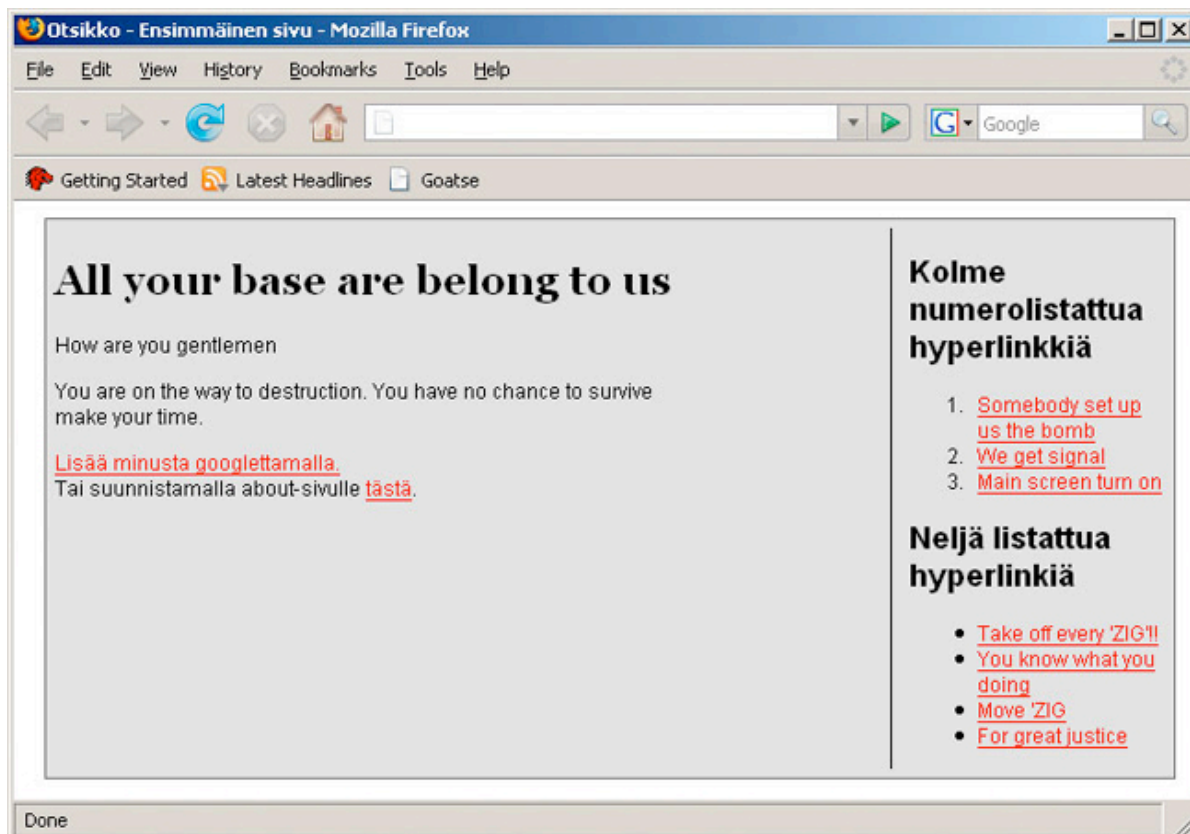 Otsikko - Ensimmäinen sivu - Mozilla Firefox
File Edit View History Bookmarks Tools Help
G Google
Getting Started Latest Headlines Goatse
All your base are belong to us
How are you gentlemen
You are on the way to destruction. You have no chance to survive
make your time.
Lisää minusta googlettamalla.
Tai suunnistamalla about-sivulle tästä.
Kolme
numerolistattua
hyperlinkkiä
1. Somebody set up
us the bomb
2. We get signal
3. Main screen turn on
Neljä listattua
hyperlinkiä
• Take off every 'ZIG'!!
• You know what you
doing
• Move 'ZIG
• For great justice
Done